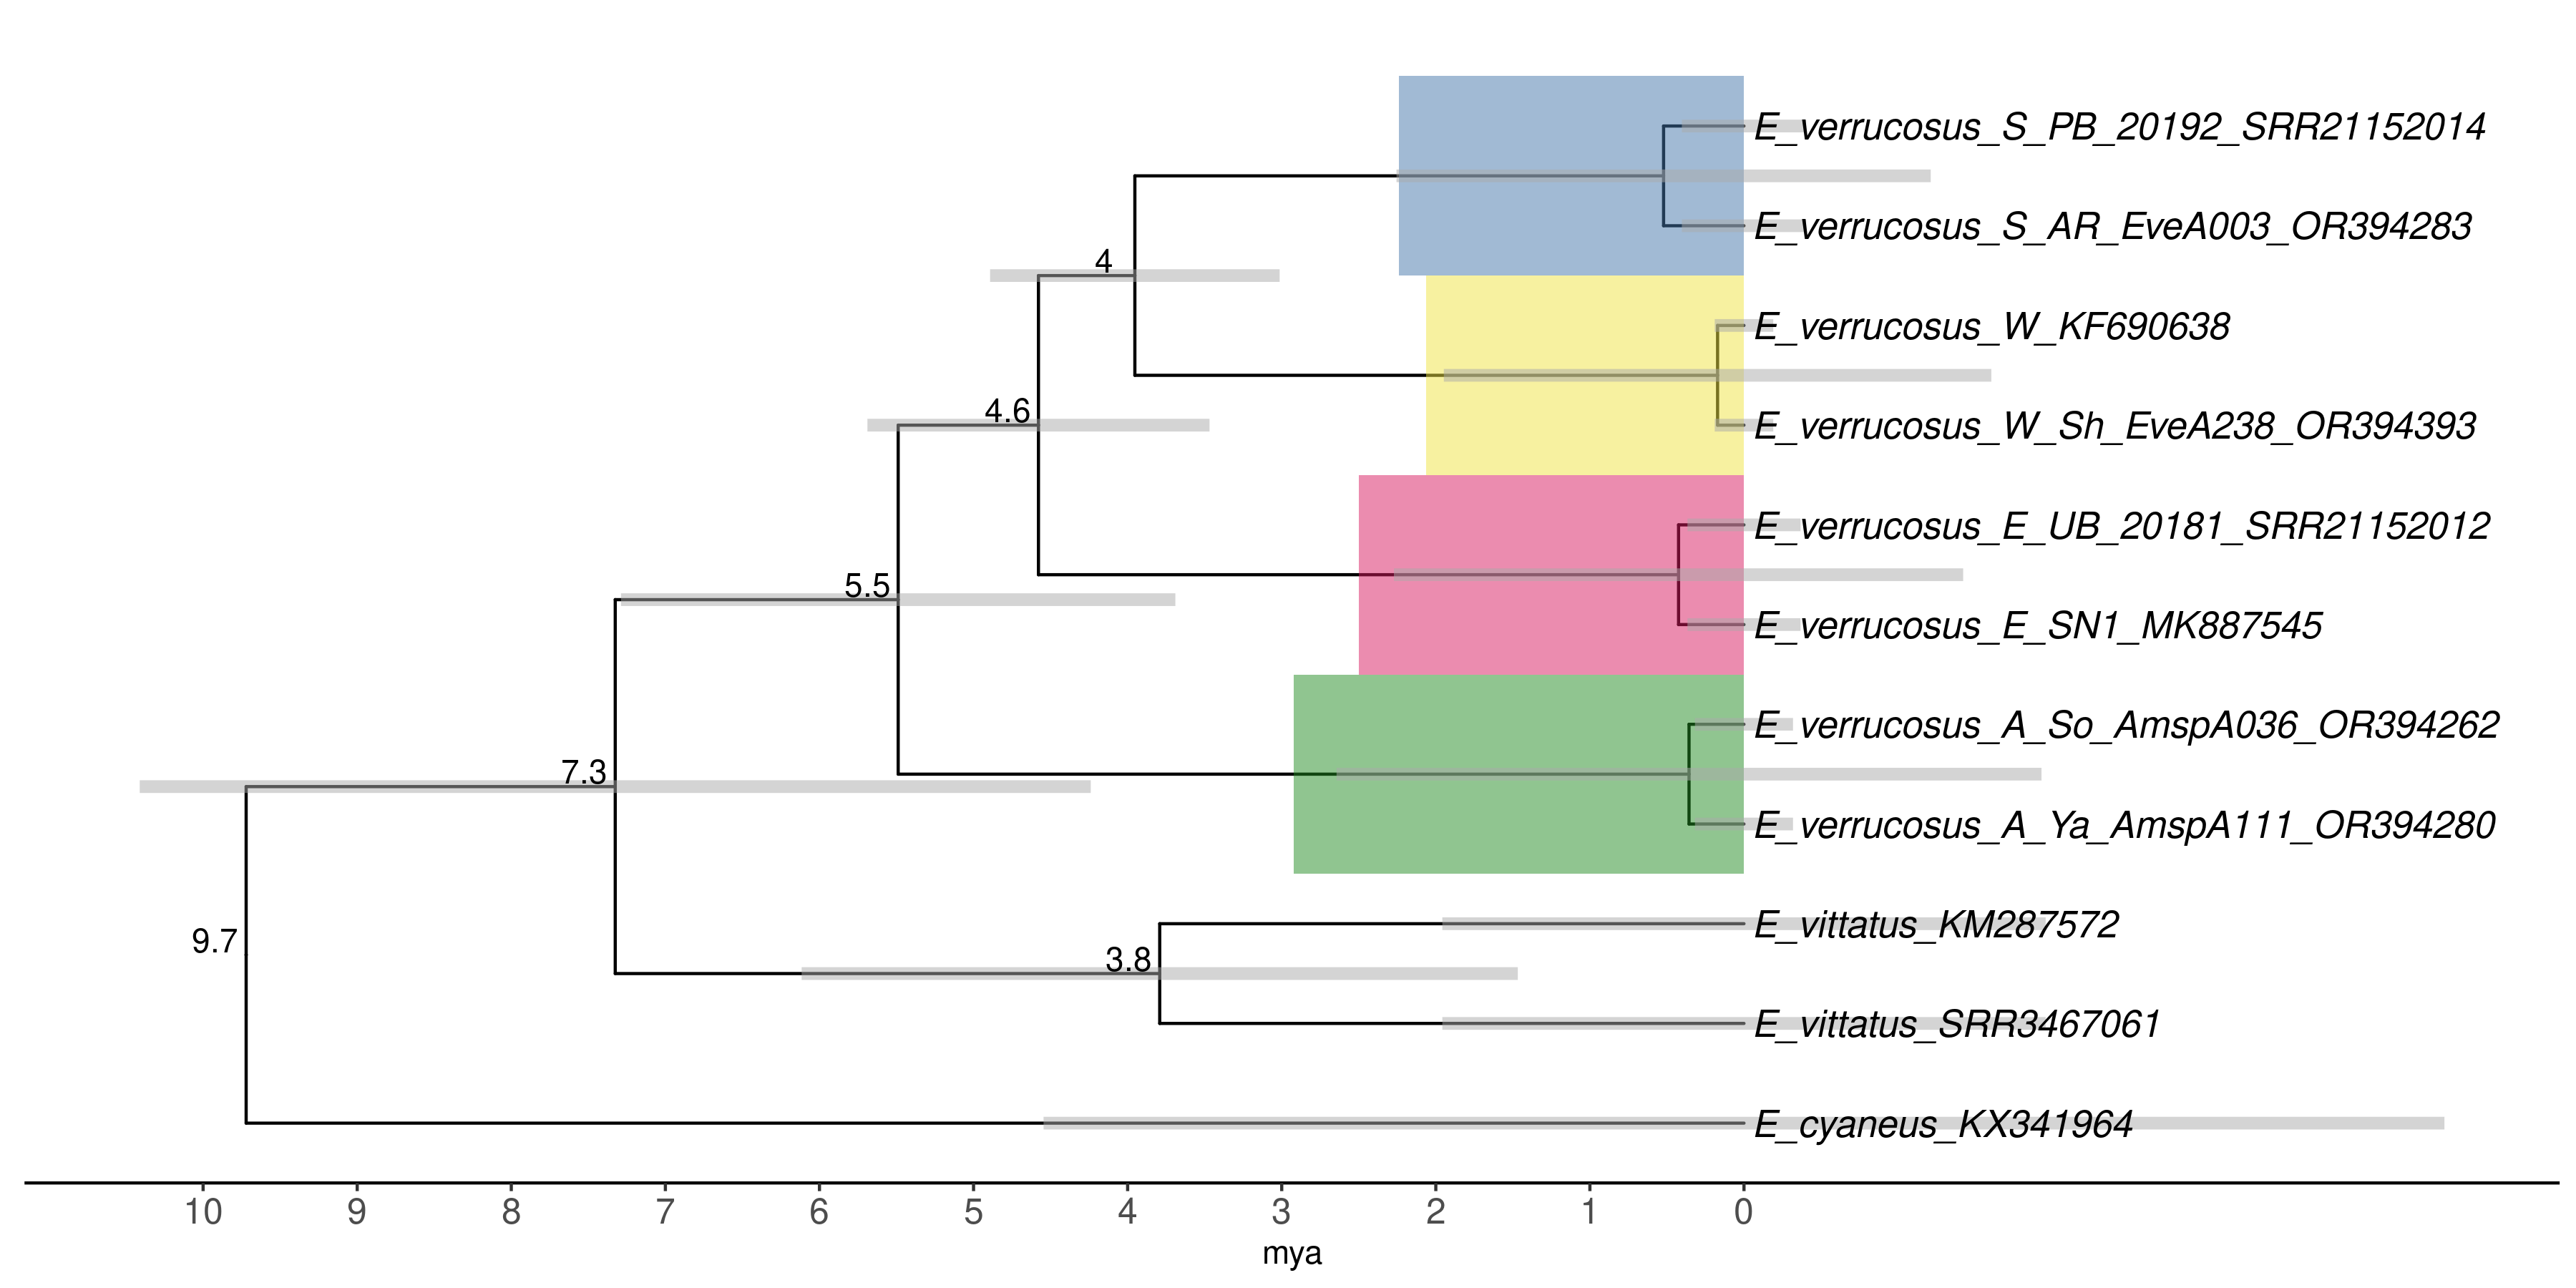 E_verrucosus_S_PB_20192_SRR21152014
E_verrucosus_S_AR_EveA003_OR394283
4
E_verrucosus_W_KF690638
4.6
E_verrucosus_W_Sh_EveA238_OR394393
E_verrucosus_E_UB_20181_SRR21152012
5.5
E_verrucosus_E_SN1_MK887545
E_verrucosus_A_So_AmspA036_OR394262
7.3
E_verrucosus_A_Ya_AmspA111_OR394280
E_vittatus_KM287572
9.7
3.8
E_vittatus_SRR3467061
E_cyaneus_KX341964
10 9 8 7 6 5 4 3 2 1 0
mya